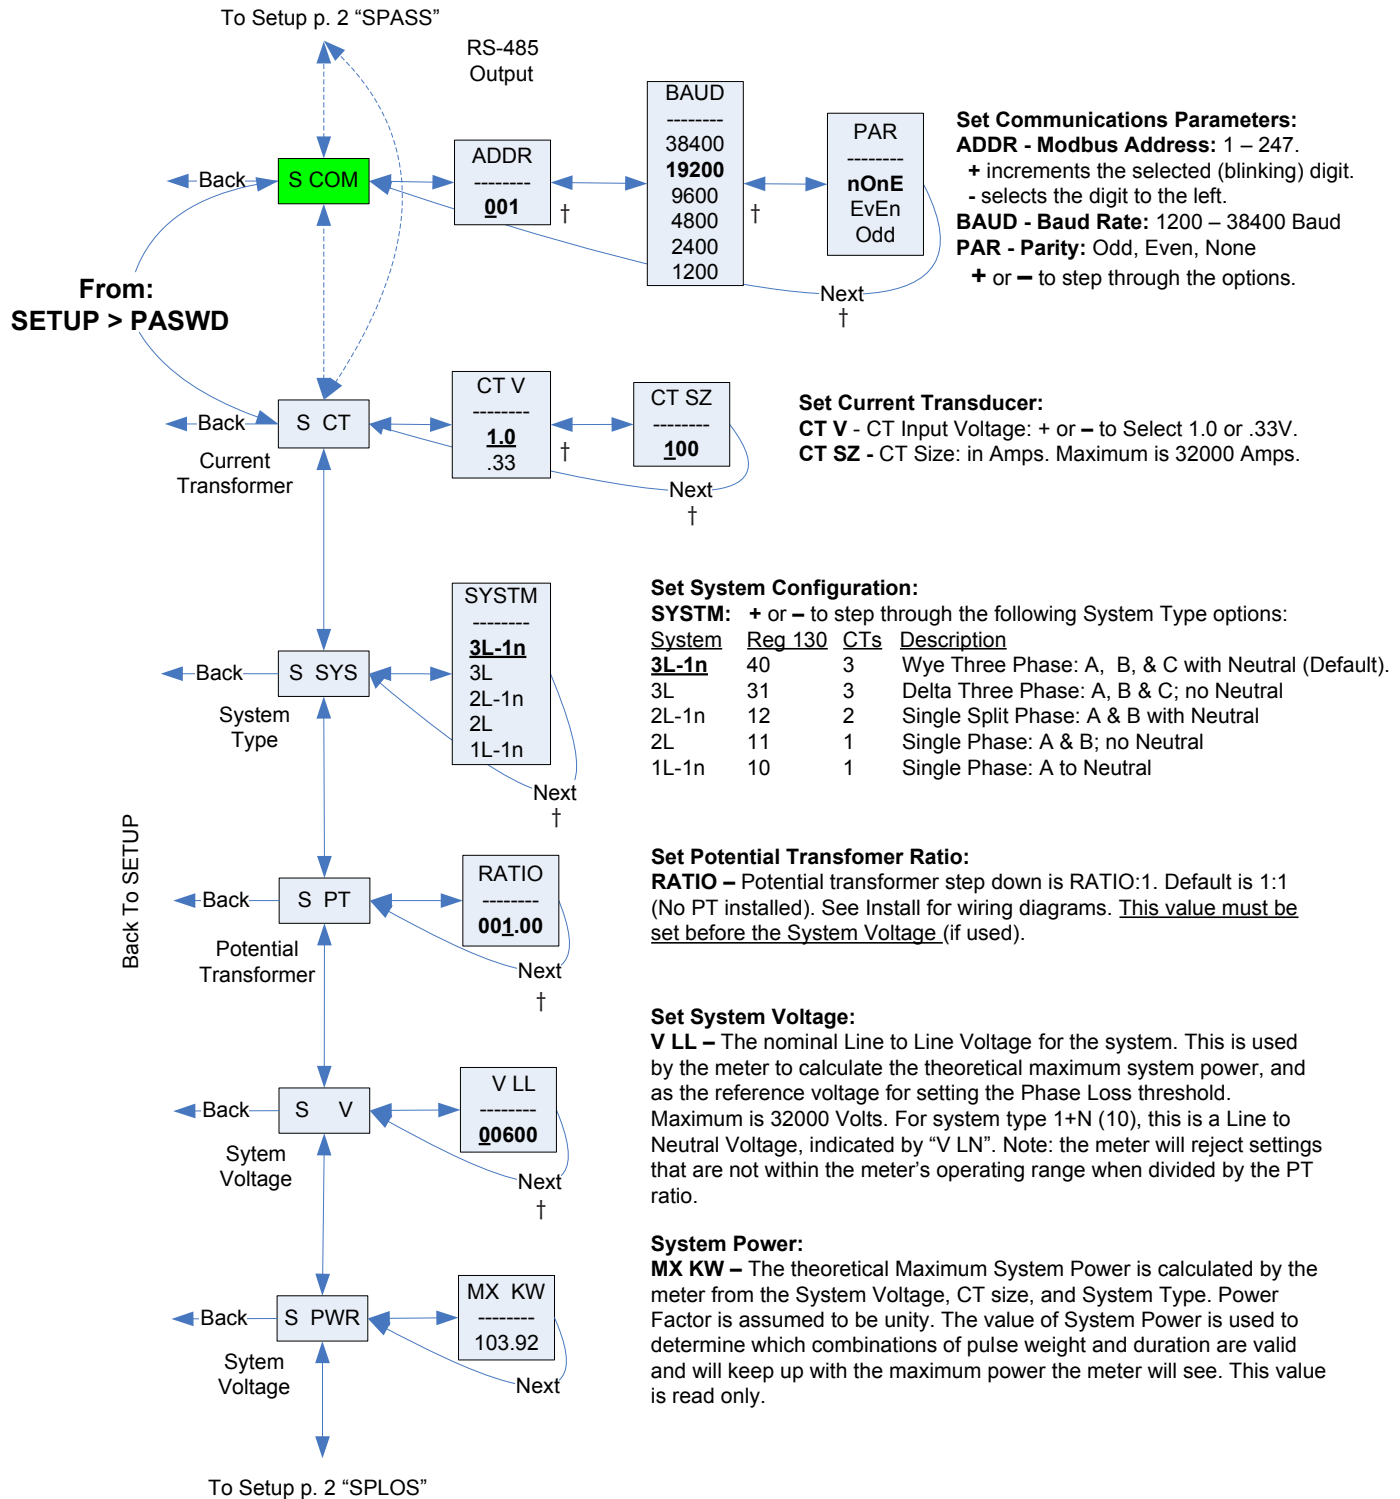 To Setup p. 2 “SPASS”
RS-485
Output
Back
S COM
ADDR
--------
001
†
BAUD
--------
38400
19200
9600
4800
2400
1200
†
PAR
--------
nOnE
EvEn
Odd
Next
†
Set Communications Parameters:
ADDR - Modbus Address: 1 – 247.
+ increments the selected (blinking) digit.
- selects the digit to the left.
BAUD - Baud Rate: 1200 – 38400 Baud
PAR - Parity: Odd, Even, None
+ or – to step through the options.
From:
SETUP > PASWD
Back
S CT
Current
Transformer
CT V
--------
1.0
.33
†
CT SZ
--------
100
Next
†
Set Current Transducer:
CT V - CT Input Voltage: + or – to Select 1.0 or .33V.
CT SZ - CT Size: in Amps. Maximum is 32000 Amps.
Back
S SYS
System
Type
SYSTM
--------
3L-1n
3L
2L-1n
2L
1L-1n
Next
†
Set System Configuration:
SYSTM: + or – to step through the following System Type options:
System Reg 130 CTs Description
3L-1n 40 3 Wye Three Phase: A, B, & C with Neutral (Default).
3L 31 3 Delta Three Phase: A, B & C; no Neutral
2L-1n 12 2 Single Split Phase: A & B with Neutral
2L 11 1 Single Phase: A & B; no Neutral
1L-1n 10 1 Single Phase: A to Neutral
Back To SETUP
Back
S PT
Potential
Transformer
RATIO
--------
001.00
Next
†
Set Potential Transfomer Ratio:
RATIO – Potential transformer step down is RATIO:1. Default is 1:1
(No PT installed). See Install for wiring diagrams. This value must be
set before the System Voltage (if used).
Back
S V
Sytem
Voltage
V LL
--------
00600
Next
†
Set System Voltage:
V LL – The nominal Line to Line Voltage for the system. This is used
by the meter to calculate the theoretical maximum system power, and
as the reference voltage for setting the Phase Loss threshold.
Maximum is 32000 Volts. For system type 1+N (10), this is a Line to
Neutral Voltage, indicated by “V LN”. Note: the meter will reject settings
that are not within the meter’s operating range when divided by the PT
ratio.
Back
S PWR
Sytem
Voltage
MX KW
--------
103.92
Next
System Power:
MX KW – The theoretical Maximum System Power is calculated by the
meter from the System Voltage, CT size, and System Type. Power
Factor is assumed to be unity. The value of System Power is used to
determine which combinations of pulse weight and duration are valid
and will keep up with the maximum power the meter will see. This value
is read only.
To Setup p. 2 “SPLOS”